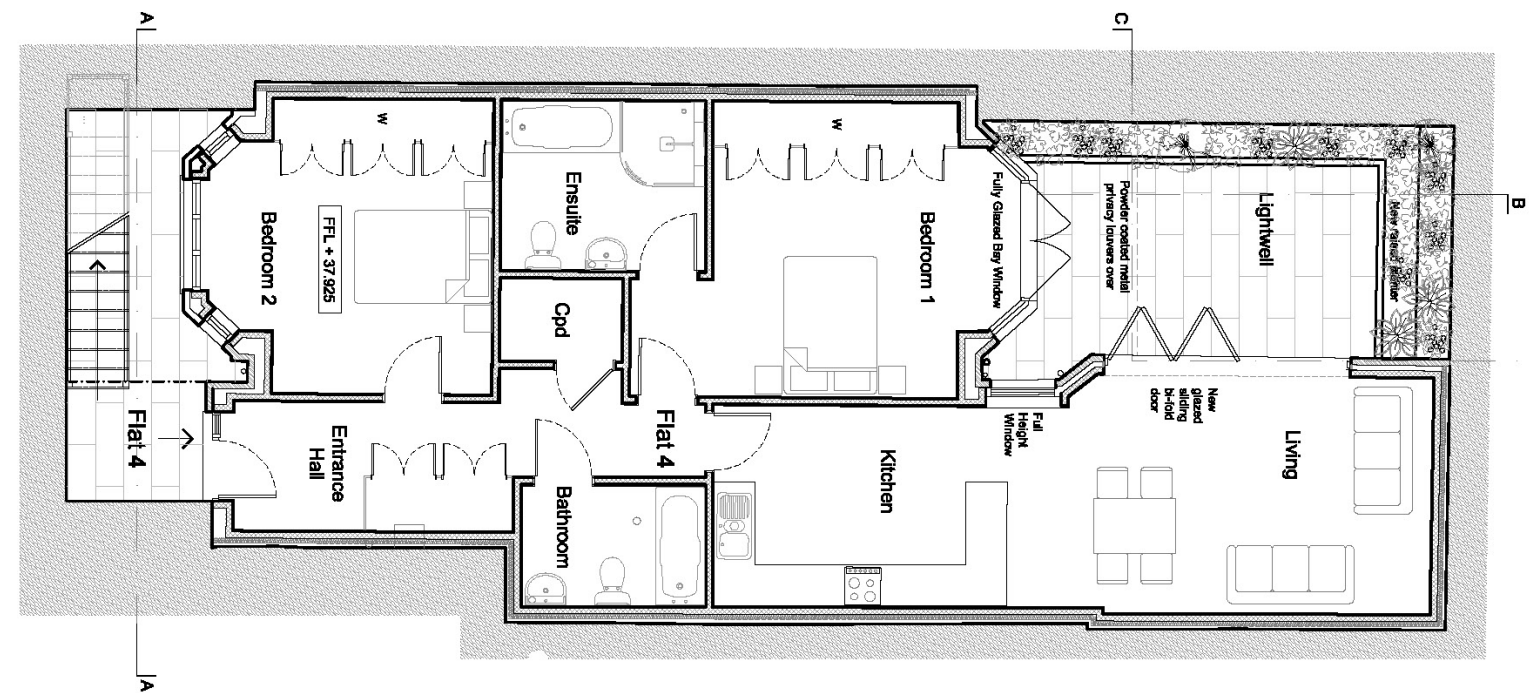 A
C
B
W
W
Bedroom 2
FFL + 37.925
Ensuite
Cpd
Bedroom 1
Fully Glazed Bay Window
Powder coated metal
privacy louvers over
Lightwell
New raised planter
Flat 4
Entrance
Hall
Bathroom
Flat 4
Kitchen
Full
Height
Window
New
glazed
sliding
bi-fold
door
Living
A